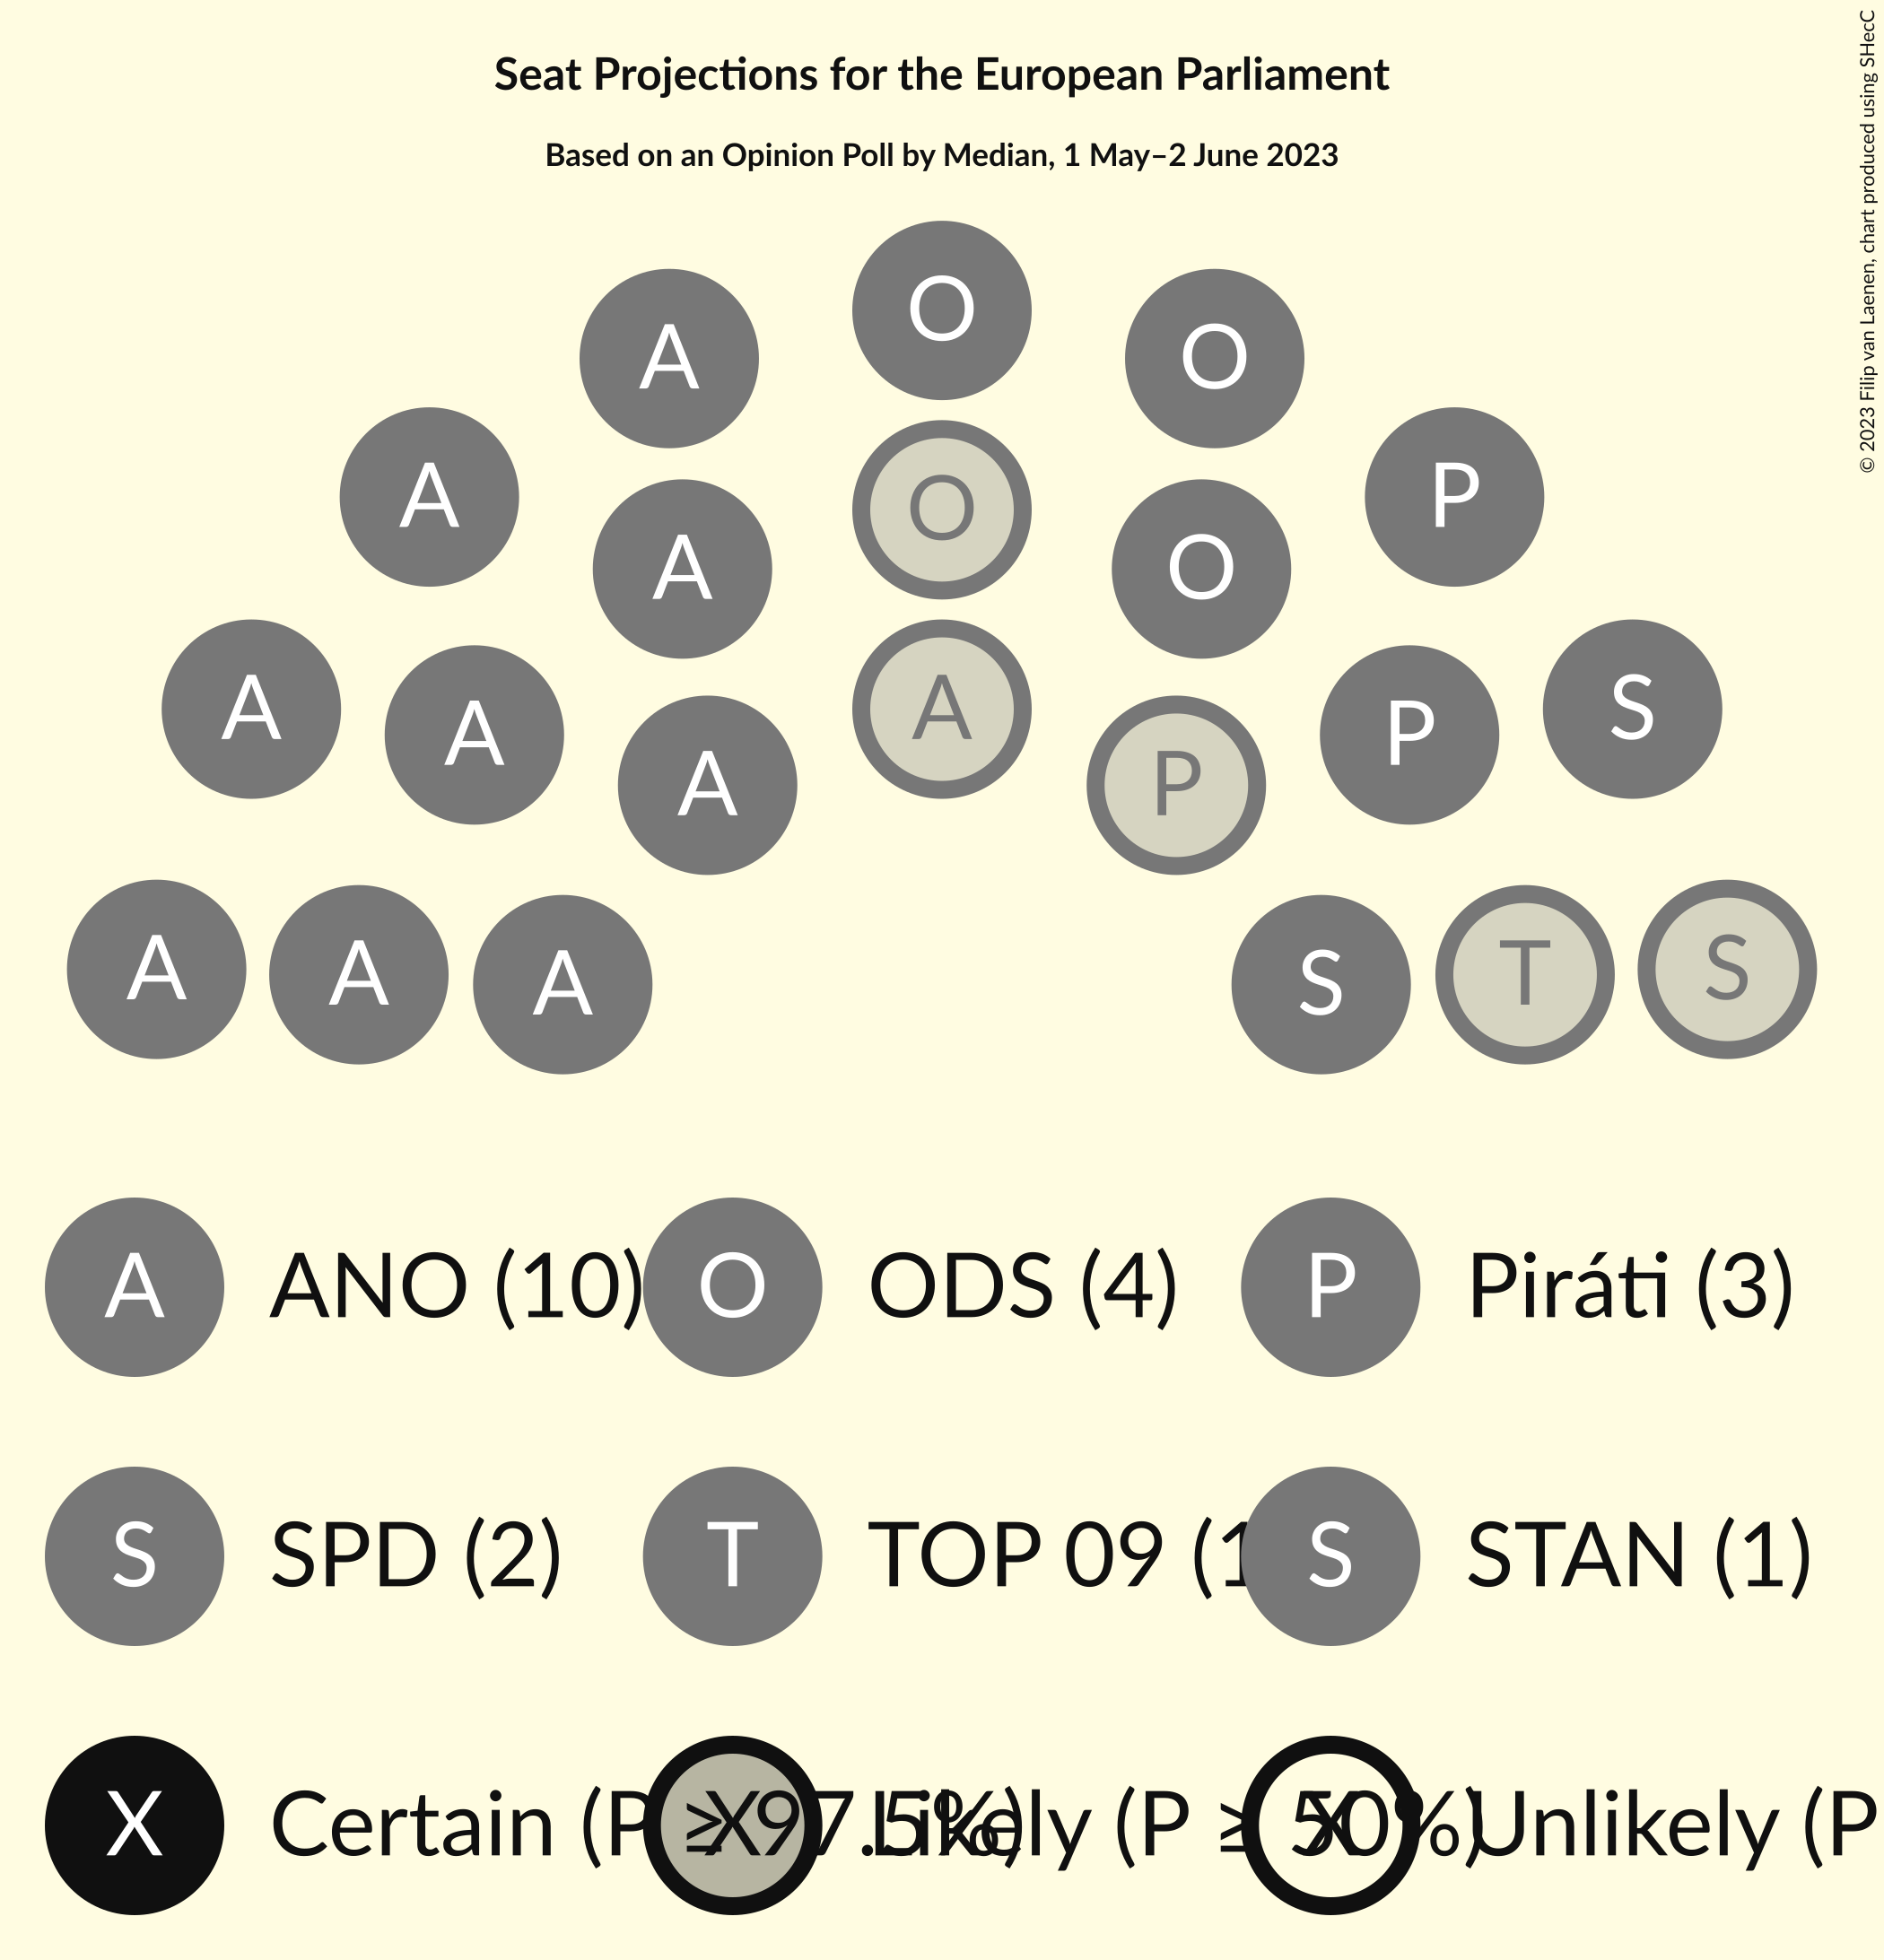 Seat Projections for the European Parliament
Based on an Opinion Poll by Median, 1 May–2 June 2023
© 2023 Filip van Laenen, chart produced using SHecC
O
A O
A O P
A O
A A S
A P
A P
A S T S
A A
A ANO (10) O ODS (4) P Piráti (3)
S SPD (2) T TOP 09 (1 S STAN (1)
X Certain (P ≥ 97.5%) X Likely (P ≥ 50%) X Unlikely (P